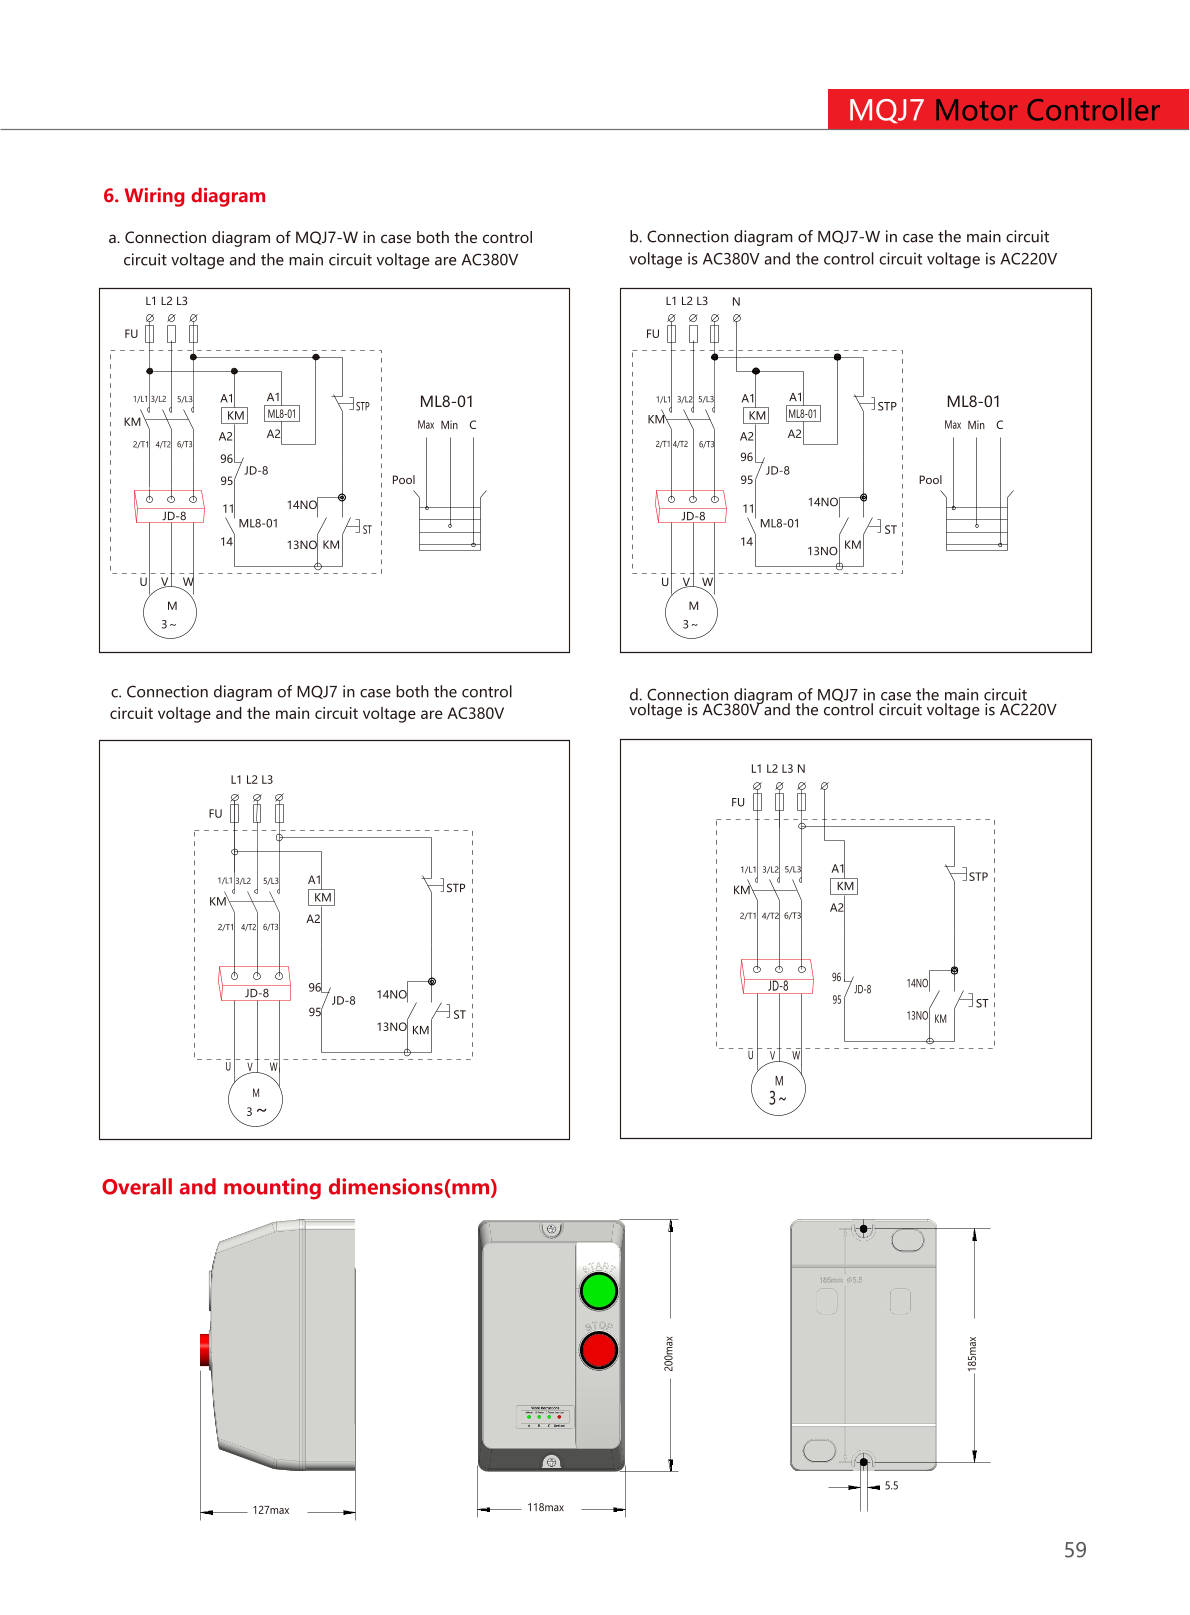 MQJ7 Motor Controller
6. Wiring diagram
a. Connection diagram of MQJ7-W in case both the control
circuit voltage and the main circuit voltage are AC380V
b. Connection diagram of MQJ7-W in case the main circuit
voltage is AC380V and the control circuit voltage is AC220V
L1 L2 L3
FU
1/L1 3/L2 5/L3
A1 A1
KM ML8-01 STP
KM
A2 A2
2/T1 4/T2 6/T3
96
JD-8
95
14NO
11
JD-8
ML8-01 ST
14
13NO KM
U V W
M
3~
ML8-01
Max Min C
Pool
L1 L2 L3 N
FU
1/L1 3/L2 5/L3
A1 A1
KM ML8-01 STP
KM
A2 A2
2/T1 4/T2 6/T3
96
JD-8
95
14NO
11
JD-8
ML8-01 ST
14
13NO KM
U V W
M
3~
ML8-01
Max Min C
Pool
c. Connection diagram of MQJ7 in case both the control
circuit voltage and the main circuit voltage are AC380V
d. Connection diagram of MQJ7 in case the main circuit
voltage is AC380V and the control circuit voltage is AC220V
L1 L2 L3
FU
1/L1 3/L2 5/L3 A1
STP
KM KM
A2
2/T1 4/T2 6/T3
96
JD-8 JD-8
14NO
95
ST
13NO KM
U V W
M
3 ~
L1 L2 L3 N
FU
1/L1 3/L2 5/L3 A1
STP
KM KM
A2
2/T1 4/T2 6/T3
96
JD-8 JD-8
14NO
95
ST
13NO KM
U V W
M
3~
Overall and mounting dimensions(mm)
127max
START
STOP
118max
200max
186mm Φ5.5
185max
5.5
59